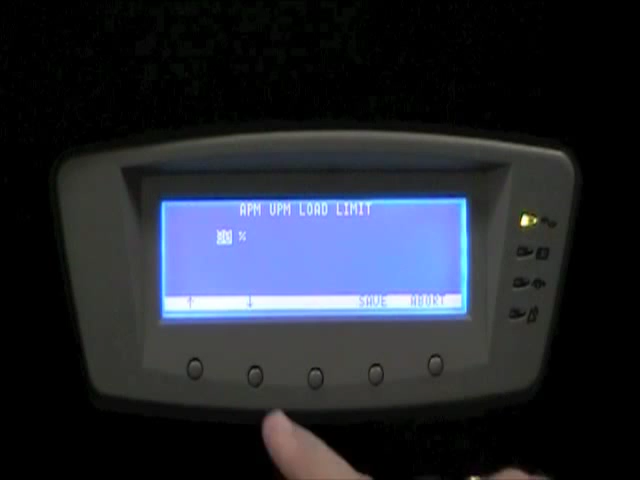 APM UPM LOAD LIMIT
%
↑ ↓ SAVE ABORT